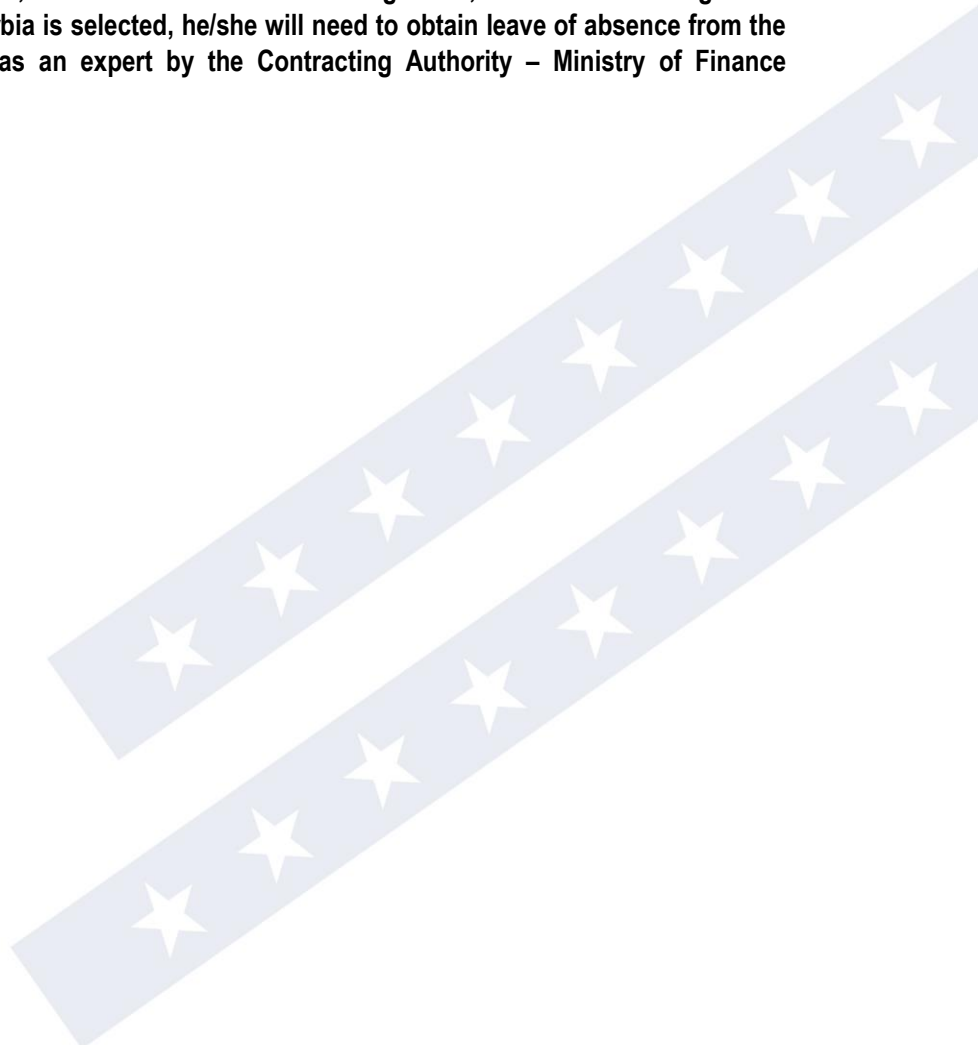 rbia is selected, he/she will need to obtain leave of absence from the
as an expert by the Contracting Authority – Ministry of Finance